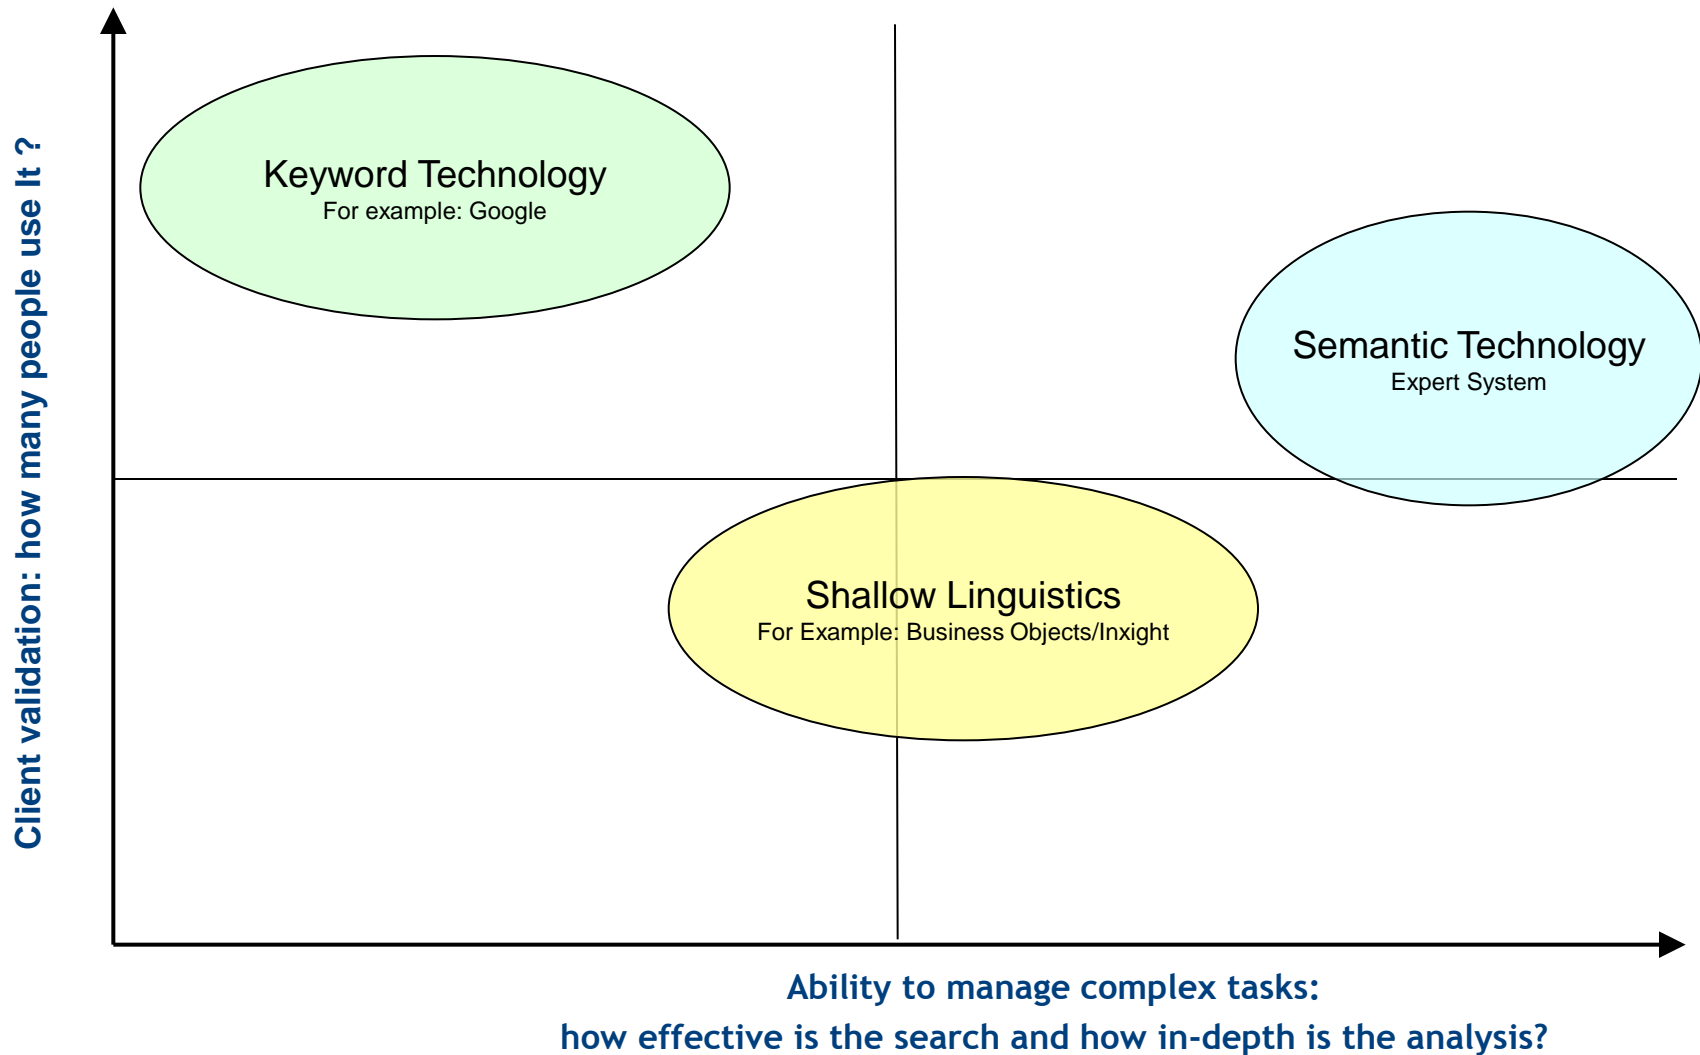 Client validation: how many people use It ?
Keyword Technology
For example: Google
Semantic Technology
Expert System
Shallow Linguistics
For Example: Business Objects/Inxight
Ability to manage complex tasks:
how effective is the search and how in-depth is the analysis?